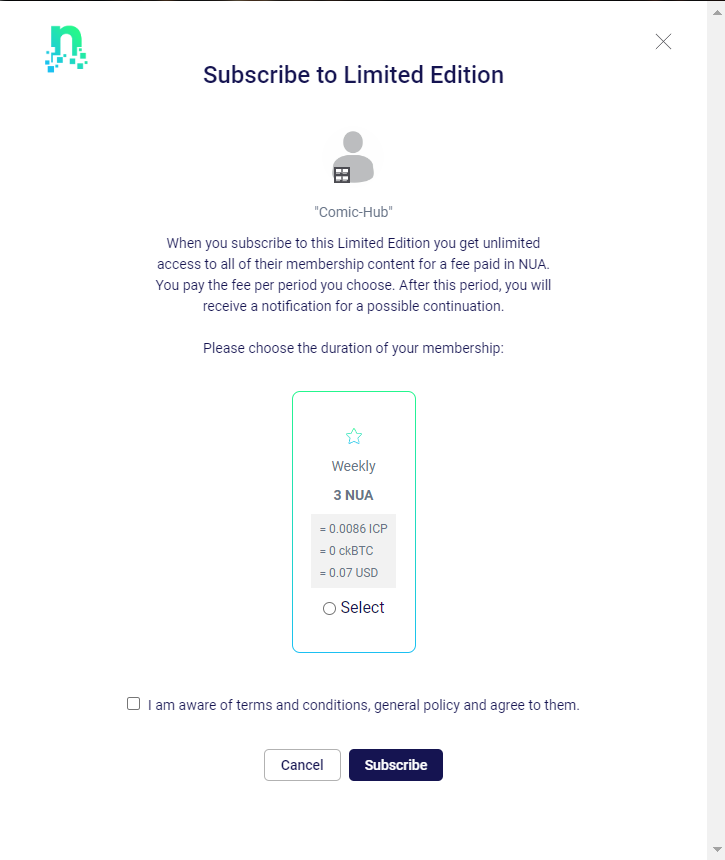 n
Subscribe to Limited Edition
"Comic-Hub"
When you subscribe to this Limited Edition you get unlimited
access to all of their membership content for a fee paid in NUA.
You pay the fee per period you choose. After this period, you will
receive a notification for a possible continuation.
Please choose the duration of your membership:
Weekly
3 NUA
= 0.0086 ICP
= 0 ckBTC
= 0.07 USD
Select
I am aware of terms and conditions, general policy and agree to them.
Cancel Subscribe